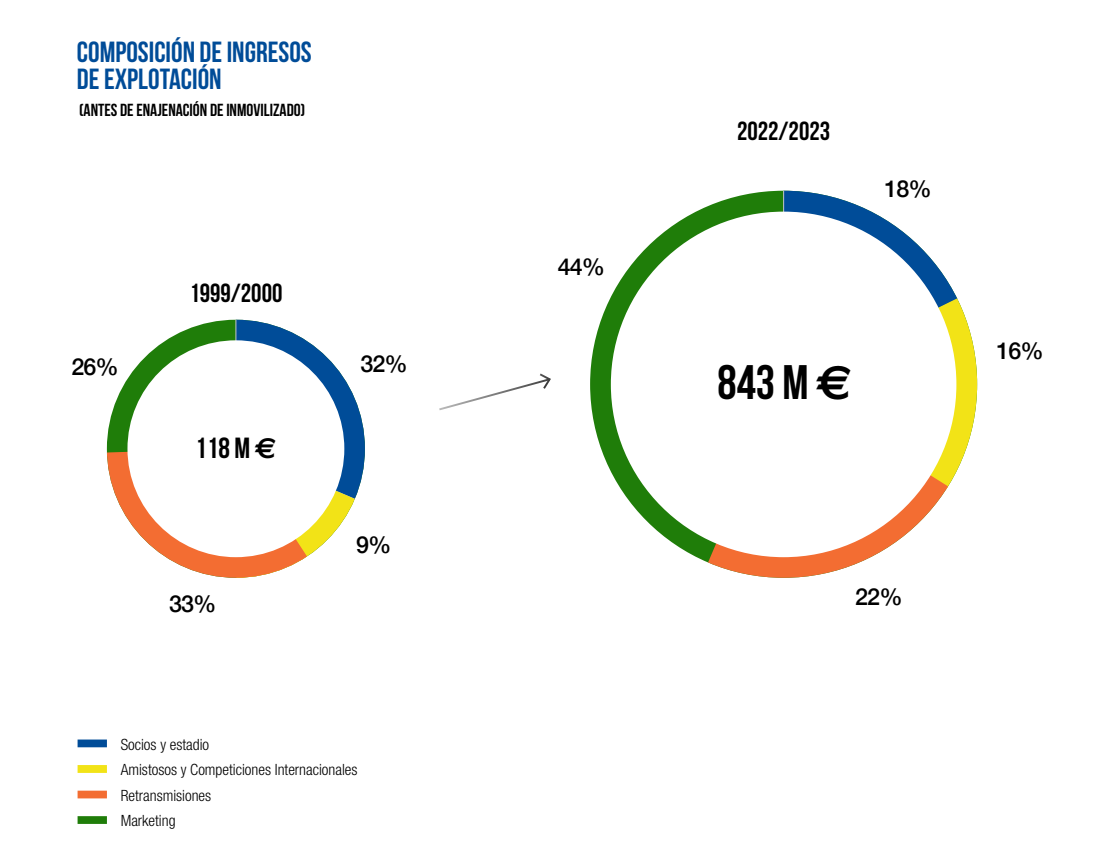 COMPOSICIÓN DE INGRESOS
DE EXPLOTACIÓN
(ANTES DE ENAJENACIÓN DE INMOVILIZADO)
1999/2000
26%
32%
118 M €
9%
33%
2022/2023
18%
44%
16%
843 M €
22%
Socios y estadio
Amistosos y Competiciones Internacionales
Retransmisiones
Marketing